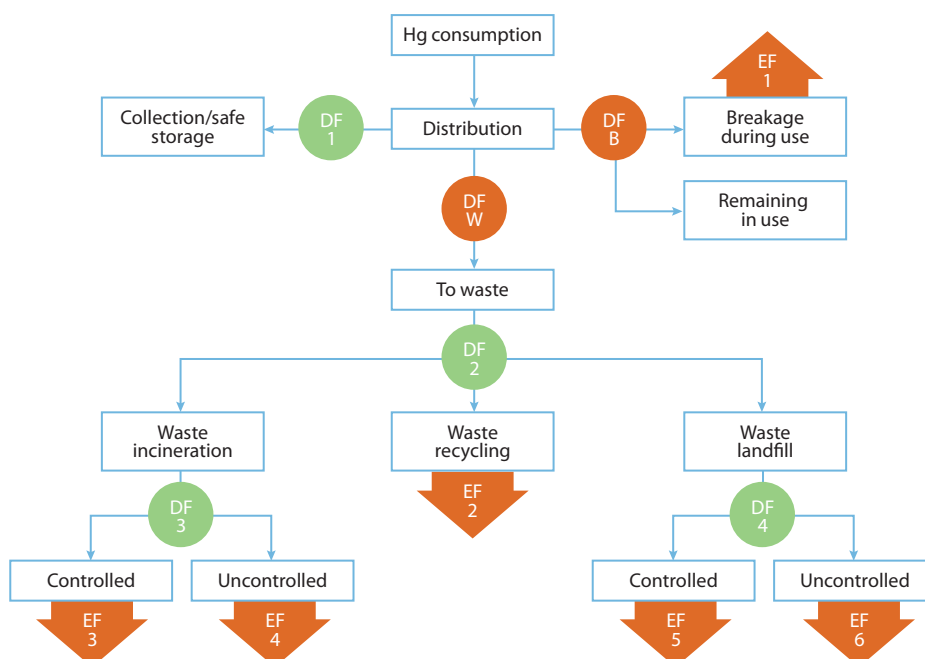 Hg consumption
EF
1
Collection/safe
storage
DF
1
Distribution
DF
B
Breakage
during use
DF
W
Remaining
in use
To waste
DF
2
Waste
incineration
Waste
recycling
Waste
landfill
DF
3
EF
2
DF
4
Controlled
Uncontrolled
Controlled
Uncontrolled
EF
3
EF
4
EF
5
EF
6